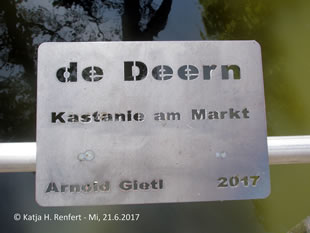 de Deern
Kastanie am Markt
Arnold Gietl 2017
© Katja H. Renfert - Mi, 21.6.2017